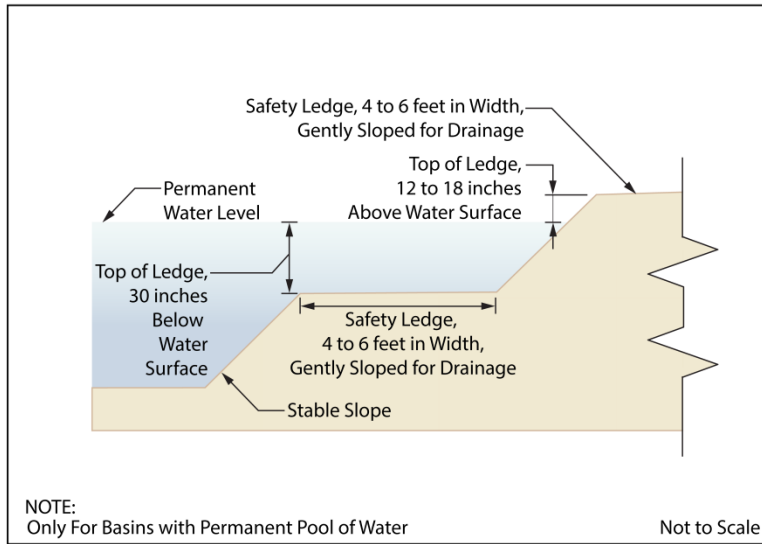 Safety Ledge, 4 to 6 feet in Width,
Gently Sloped for Drainage
Top of Ledge,
12 to 18 inches
Above Water Surface
Permanent
Water Level
Top of Ledge,
30 inches
Below
Water
Surface
Safety Ledge,
4 to 6 feet in Width,
Gently Sloped for Drainage
Stable Slope
NOTE:
Only For Basins with Permanent Pool of Water
Not to Scale